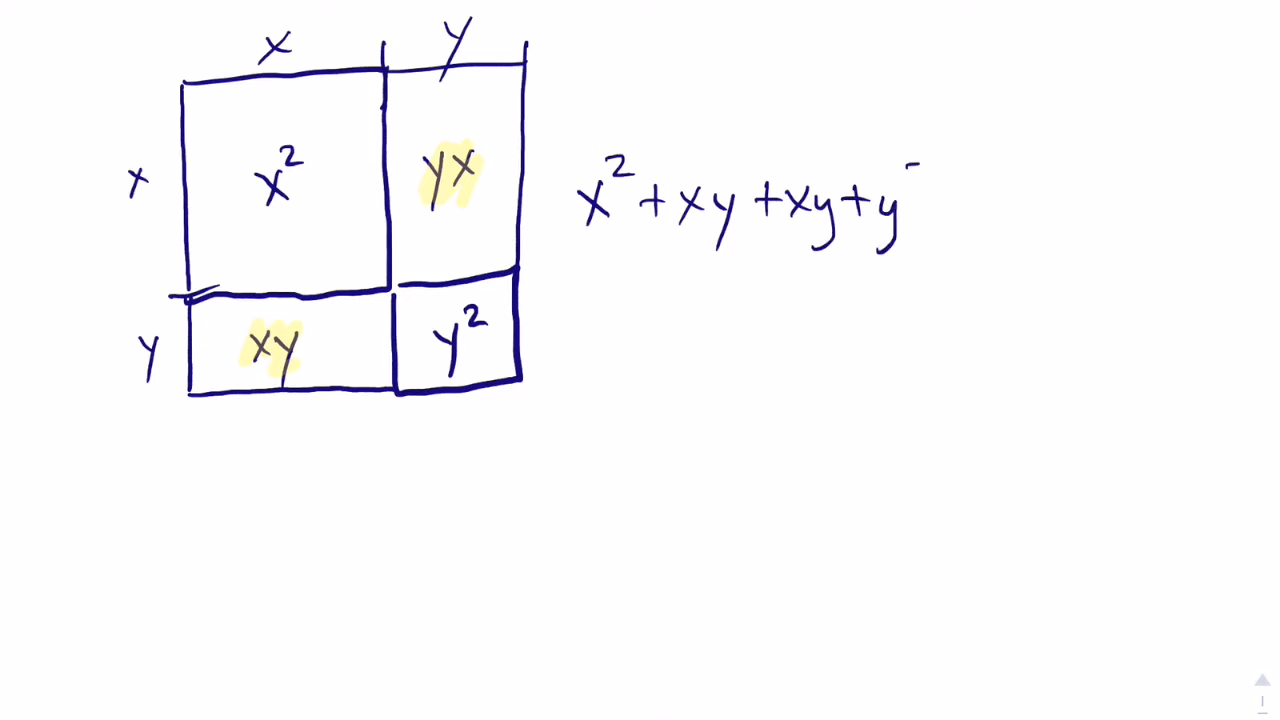 x y
x x² yx
x² + xy + xy + y⁻
y xy y²